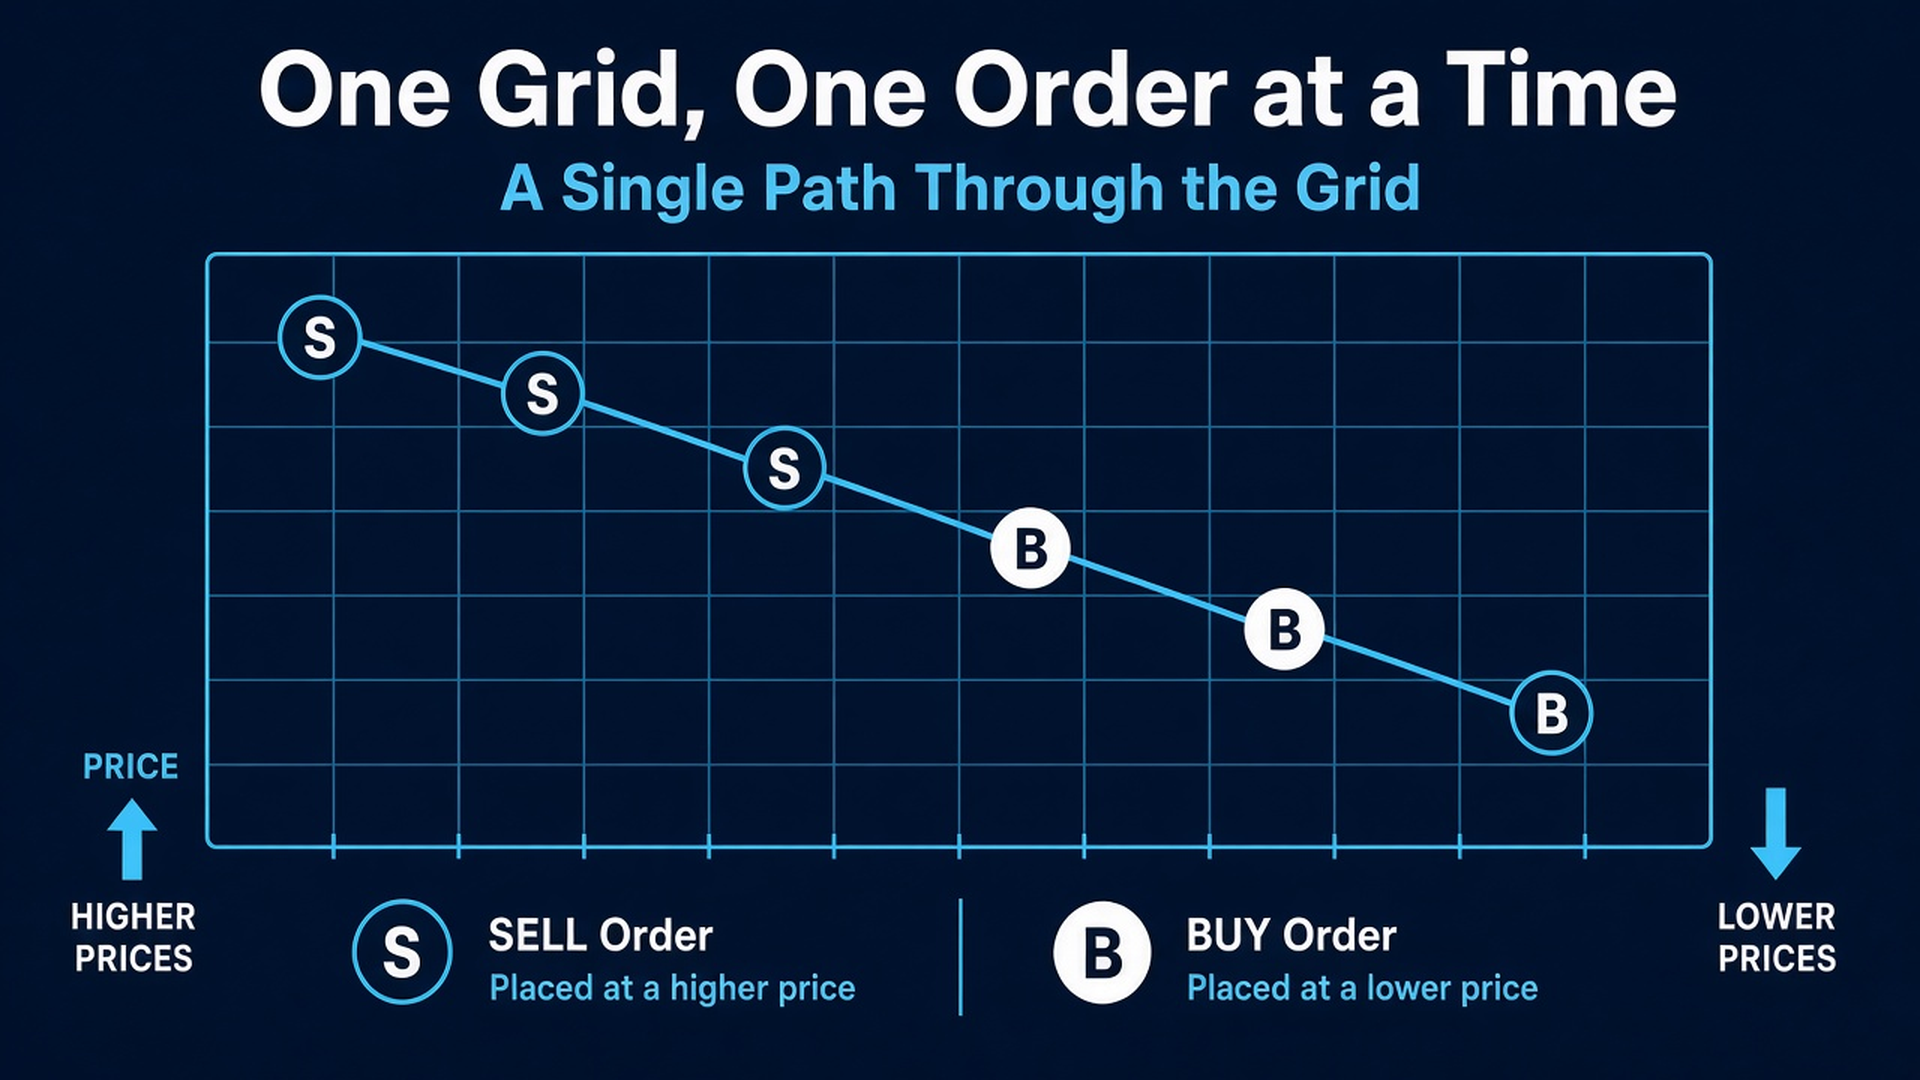 One Grid, One Order at a Time
A Single Path Through the Grid
S
S
S
B
B
B
PRICE
HIGHER
PRICES
S
SELL Order
Placed at a higher price
B
BUY Order
Placed at a lower price
LOWER
PRICES